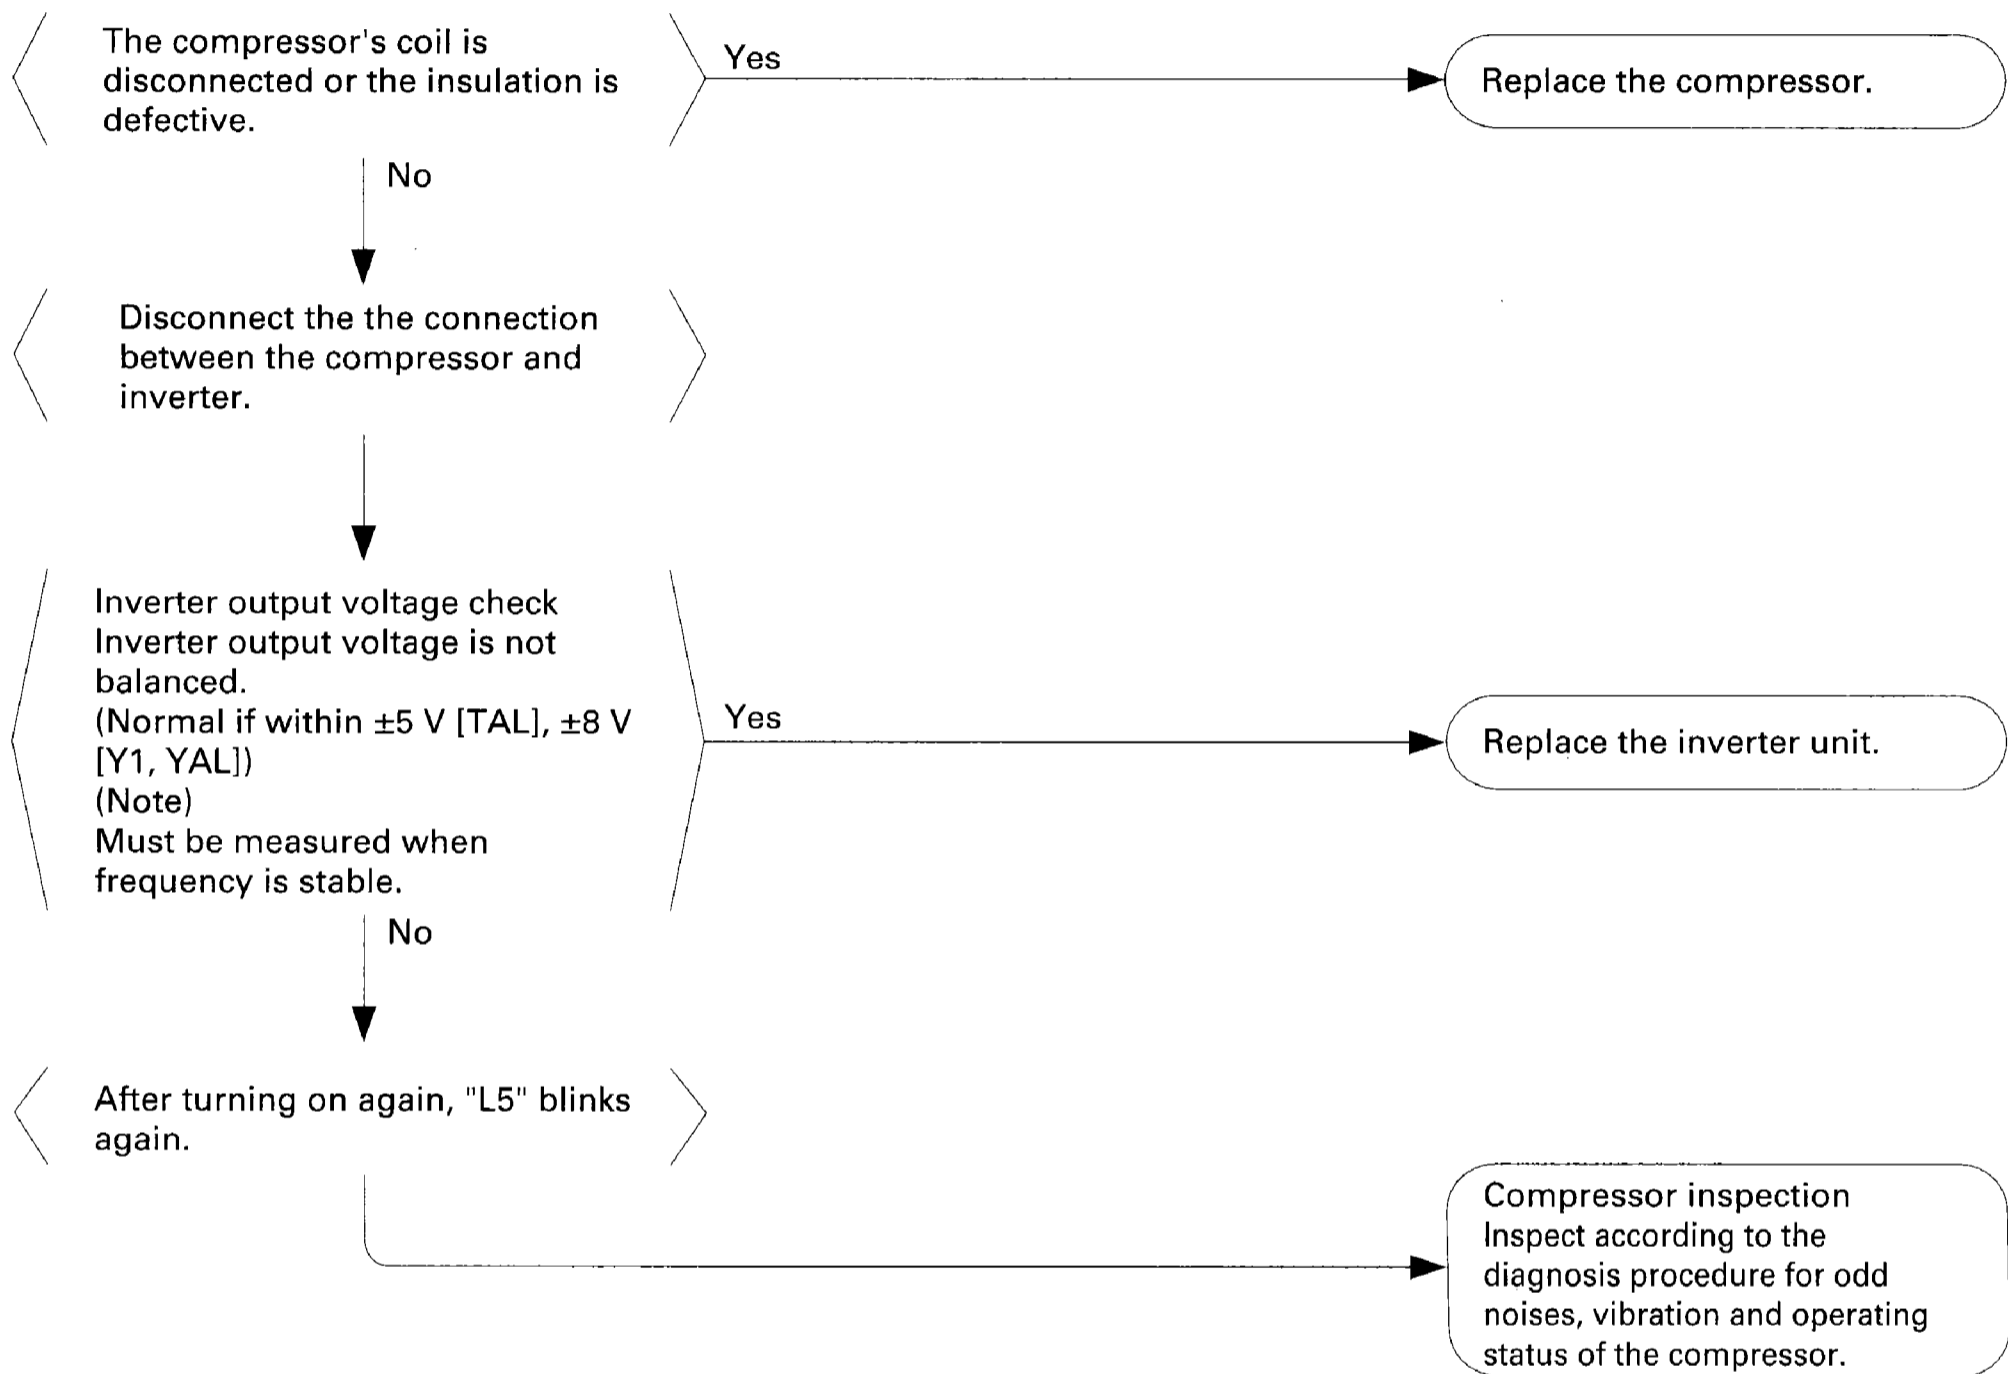 The compressor's coil is
disconnected or the insulation is
defective.
Yes
Replace the compressor.
No
Disconnect the the connection
between the compressor and
inverter.
Inverter output voltage check
Inverter output voltage is not
balanced.
(Normal if within ±5 V [TAL], ±8 V
[Y1, YAL])
(Note)
Must be measured when
frequency is stable.
Yes
Replace the inverter unit.
No
After turning on again, "L5" blinks
again.
Compressor inspection
Inspect according to the
diagnosis procedure for odd
noises, vibration and operating
status of the compressor.